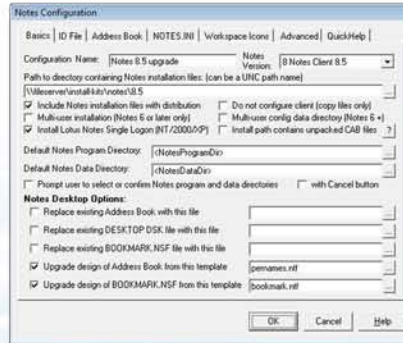 Notes Configuration
Basics | ID File | Address Book | NOTES.INI | Workspace Icons | Advanced | QuickHelp
Configuration Name: Notes 8.5 upgrade Notes Version: 8 Notes Client 8.5
Path to directory containing Notes installation files: (can be a UNC path name)
\\fileserver\install-kits\notes\8.5 ...
Include Notes installation files with distribution Do not configure client (copy files only)
Multi-user installation (Notes 6 or later only) Multi-user config data directory (Notes 6 +)
Install Lotus Notes Single Logon (NT/2000/XP) Install path contains unpacked CAB files ?
Default Notes Program Directory: <NotesProgramDir> ...
Default Notes Data Directory: <NotesDataDir> ...
Prompt user to select or confirm Notes program and data directories with Cancel button
Notes Desktop Options:
Replace existing Address Book with this file ...
Replace existing DESKTOP.DSK file with this file ...
Replace existing BOOKMARK.NSF file with this file ...
Upgrade design of Address Book from this template pernames.ntf ...
Upgrade design of BOOKMARK.NSF from this template bookmark.ntf ...
OK Cancel Help